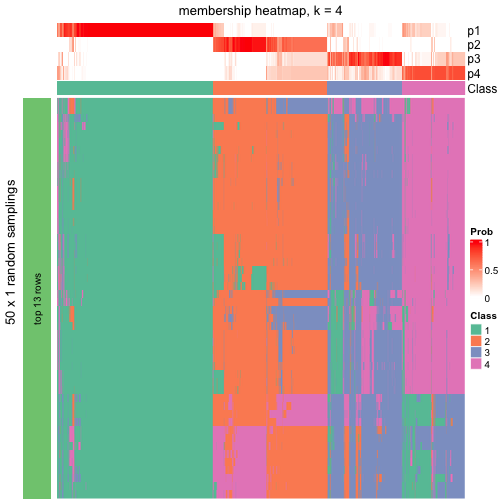 membership heatmap, k = 4
p1
p2
p3
p4
Class
50 x 1 random samplings
top 13 rows
Prob
1
0.5
0
Class
1
2
3
4